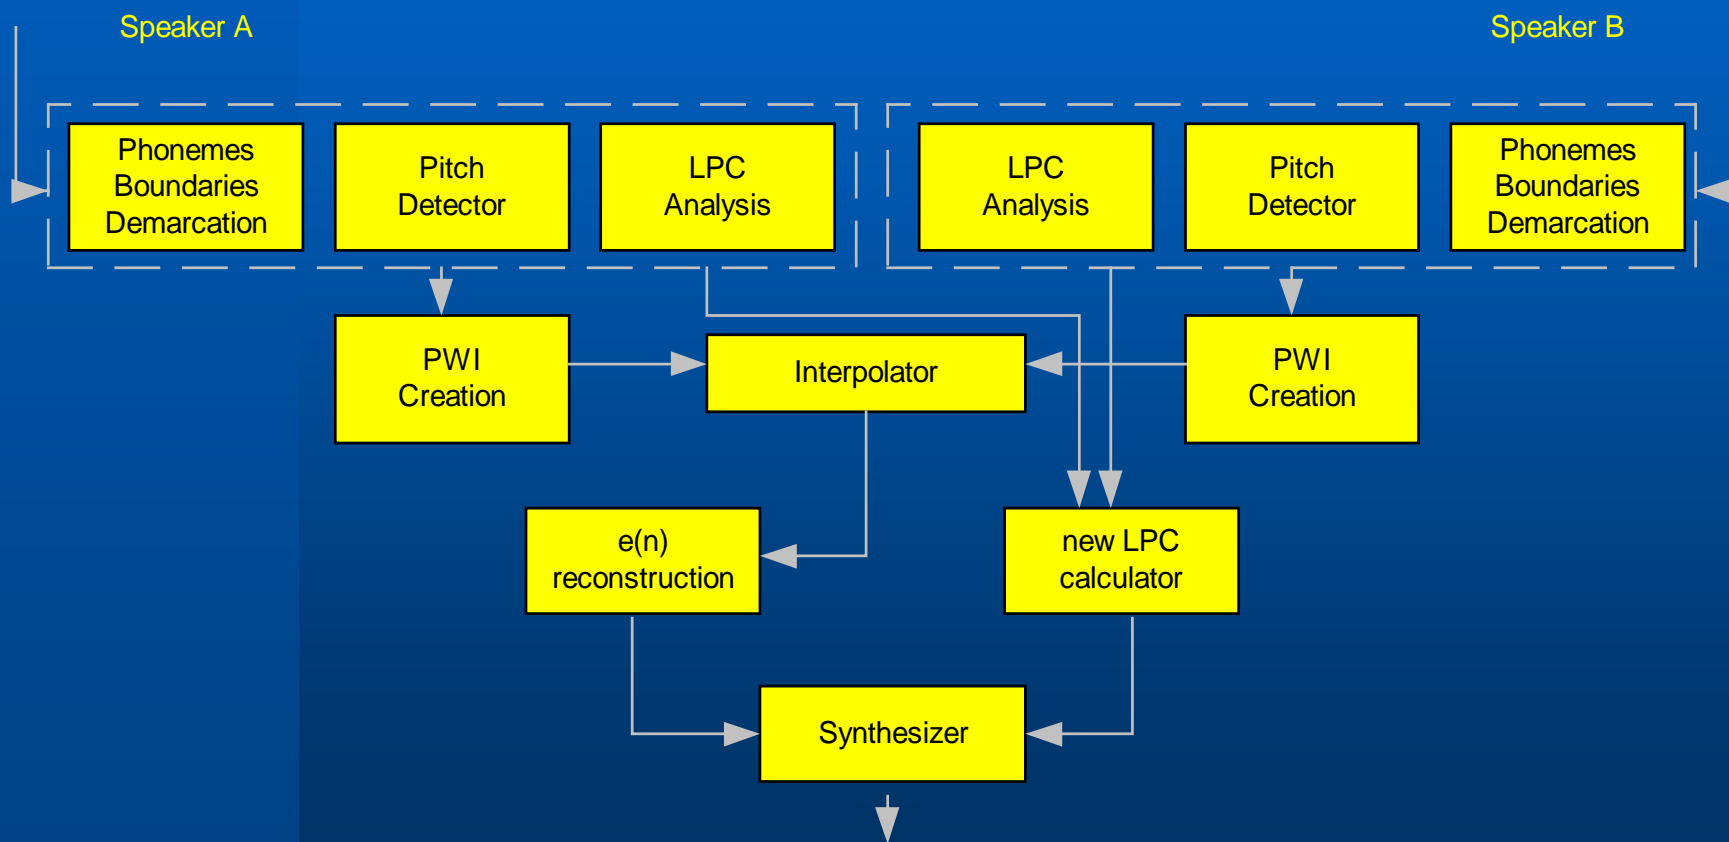 Speaker A
Speaker B
Phonemes
Boundaries
Demarcation
Pitch
Detector
LPC
Analysis
LPC
Analysis
Pitch
Detector
Phonemes
Boundaries
Demarcation
PWI
Creation
Interpolator
PWI
Creation
e(n)
reconstruction
new LPC
calculator
Synthesizer